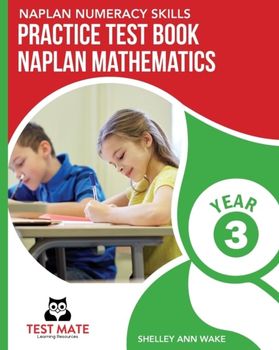 NAPLAN NUMERACY SKILLS
PRACTICE TEST BOOK
NAPLAN MATHEMATICS
YEAR
3
TEST MATE
Learning Resources
SHELLEY ANN WAKE